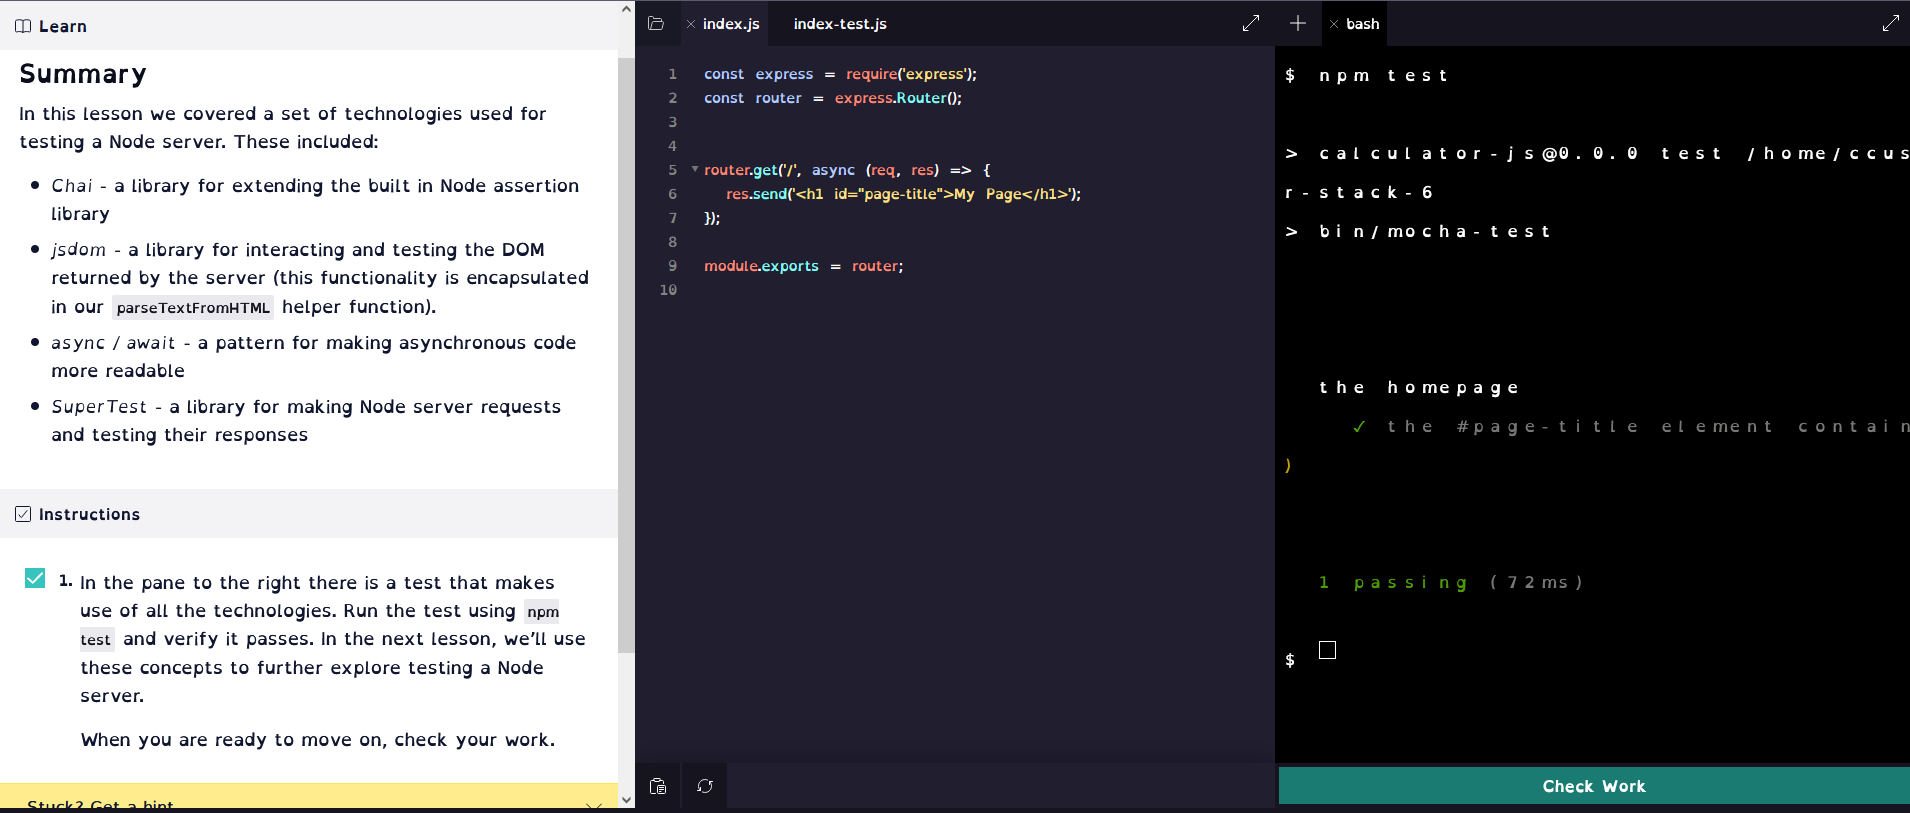 Learn
Summary
In this lesson we covered a set of technologies used for
testing a Node server. These included:
Chai - a library for extending the built in Node assertion
library
jsdom - a library for interacting and testing the DOM
returned by the server (this functionality is encapsulated
in our parseTextFromHTML helper function).
async / await - a pattern for making asynchronous code
more readable
SuperTest - a library for making Node server requests
and testing their responses
Instructions
1. In the pane to the right there is a test that makes
use of all the technologies. Run the test using npm
test and verify it passes. In the next lesson, we'll use
these concepts to further explore testing a Node
server.
When you are ready to move on, check your work.
Stuck? Get a hint
index.js
index-test.js
1 const express = require('express');
2 const router = express.Router();
3
4
5 router.get('/', async (req, res) => {
6 res.send('<h1 id="page-title">My Page</h1>');
7 });
8
9 module.exports = router;
10
bash
$ npm test
> calculator-js@0.0.0 test /home/ccus
r-stack-6
> bin/mocha-test
the homepage
✓ the #page-title element contain
)
1 passing (72ms)
$
Check Work